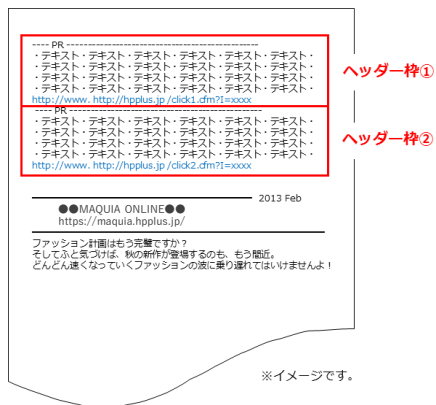 ---- PR --------------------------------------------
・テキスト・テキスト・テキスト・テキスト・テキスト・テキスト・
・テキスト・テキスト・テキスト・テキスト・テキスト・テキスト・
・テキスト・テキスト・テキスト・テキスト・テキスト・テキスト・
・テキスト・テキスト・テキスト・テキスト・テキスト・テキスト・
http://www. http://hpplus.jp /click1.cfm?I=xxxx
ヘッダー枠①
---- PR --------------------------------------------
・テキスト・テキスト・テキスト・テキスト・テキスト・テキスト・
・テキスト・テキスト・テキスト・テキスト・テキスト・テキスト・
・テキスト・テキスト・テキスト・テキスト・テキスト・テキスト・
・テキスト・テキスト・テキスト・テキスト・テキスト・テキスト・
http://www. http://hpplus.jp /click2.cfm?I=xxxx
ヘッダー枠②
2013 Feb
●●MAQUIA ONLINE●●
https://maquia.hpplus.jp/
ファッション計画はもう完璧ですか？
そしてふと気づけば、秋の新作が登場するのも、もう間近。
どんどん速くなっていくファッションの波に乗り遅れてはいけませんよ！
※イメージです。